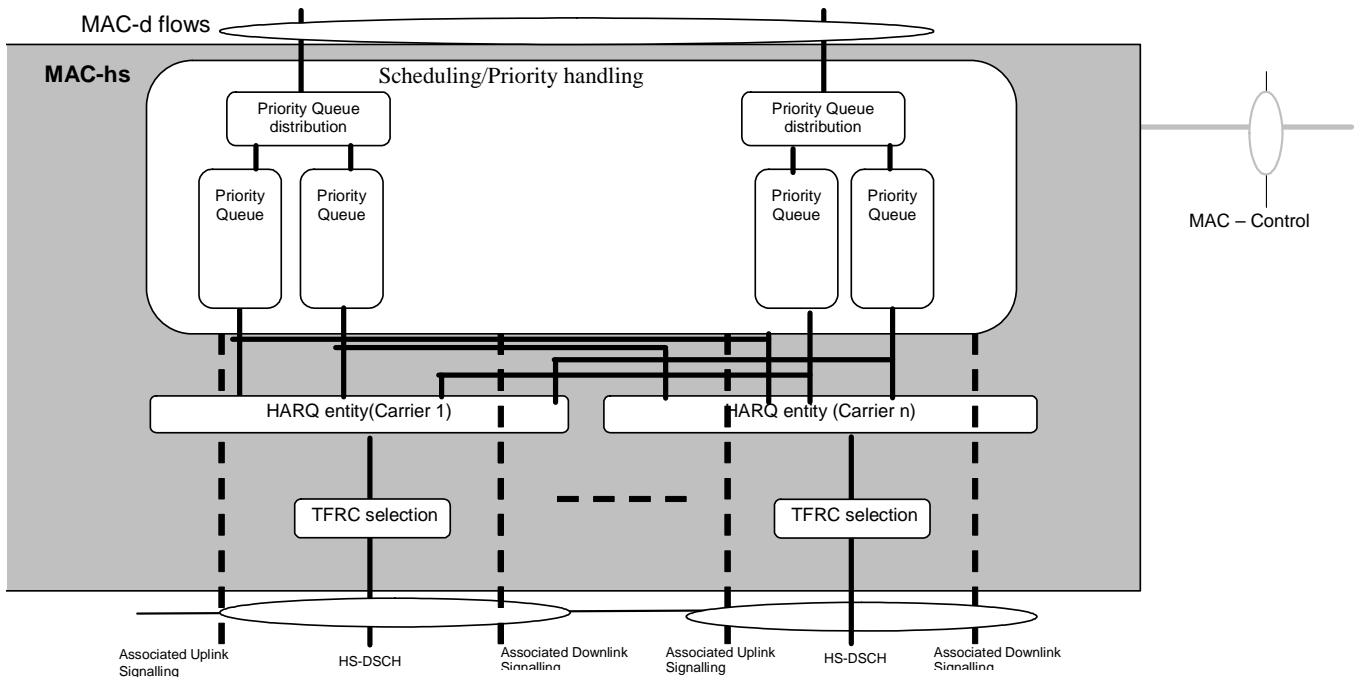 MAC-d flows
MAC-hs
Scheduling/Priority handling
Priority Queue
distribution
Priority Queue
distribution
Priority
Queue
Priority
Queue
Priority
Queue
Priority
Queue
MAC – Control
HARQ entity(Carrier 1)
HARQ entity (Carrier n)
TFRC selection
TFRC selection
Associated Uplink
Signalling
HS-DSCH
Associated Downlink
Signalling
Associated Uplink
Signalling
HS-DSCH
Associated Downlink
Signalling